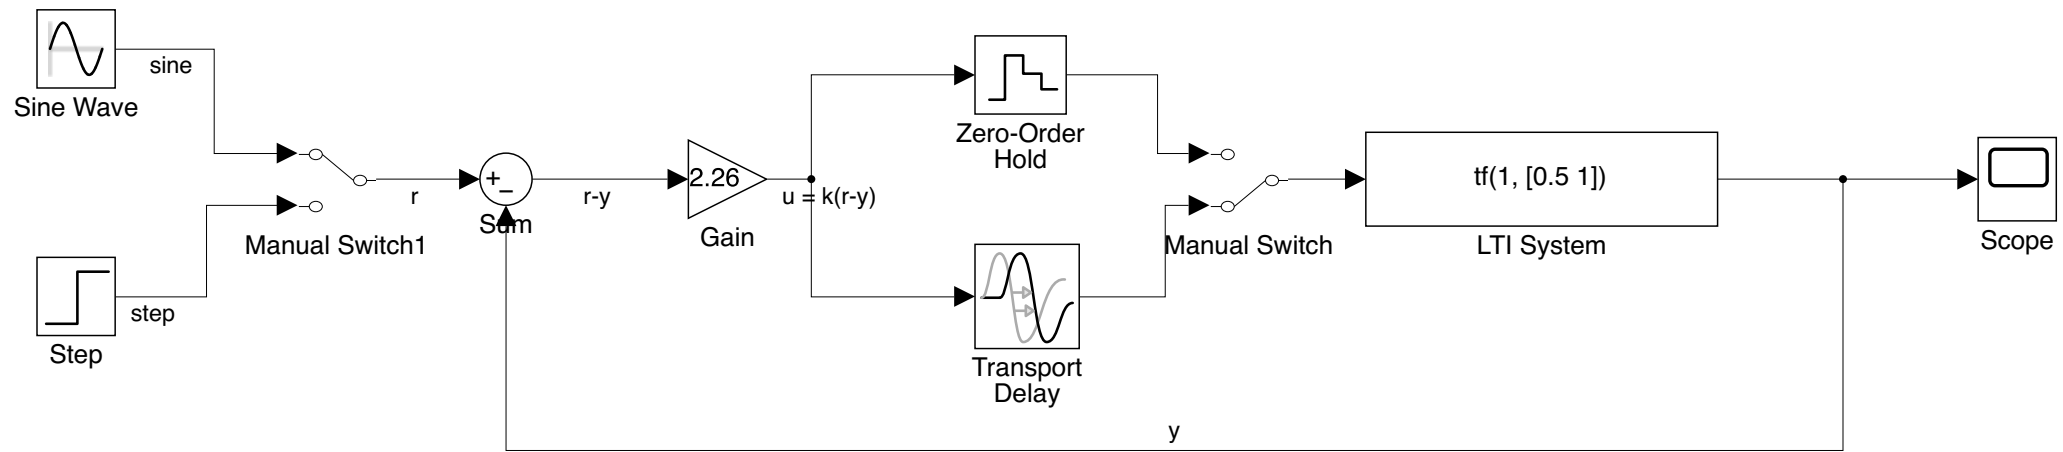 sine
Sine Wave
Zero-Order
Hold
+
−
2.26
tf(1, [0.5 1])
r
r-y
u = k(r-y)
Sum
Gain
Manual Switch1
Manual Switch
LTI System
Scope
step
Step
Transport
Delay
y